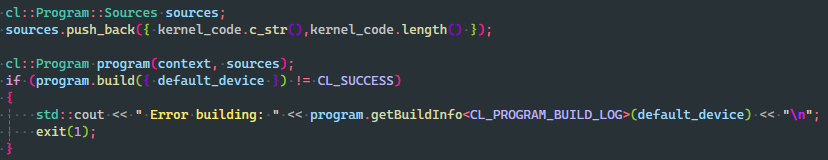 cl::Program::Sources sources;
sources.push_back({ kernel_code.c_str(),kernel_code.length() });
cl::Program program(context, sources);
if (program.build({ default_device }) != CL_SUCCESS)
{
    std::cout << " Error building: " << program.getBuildInfo<CL_PROGRAM_BUILD_LOG>(default_device) << "\n";
    exit(1);
}